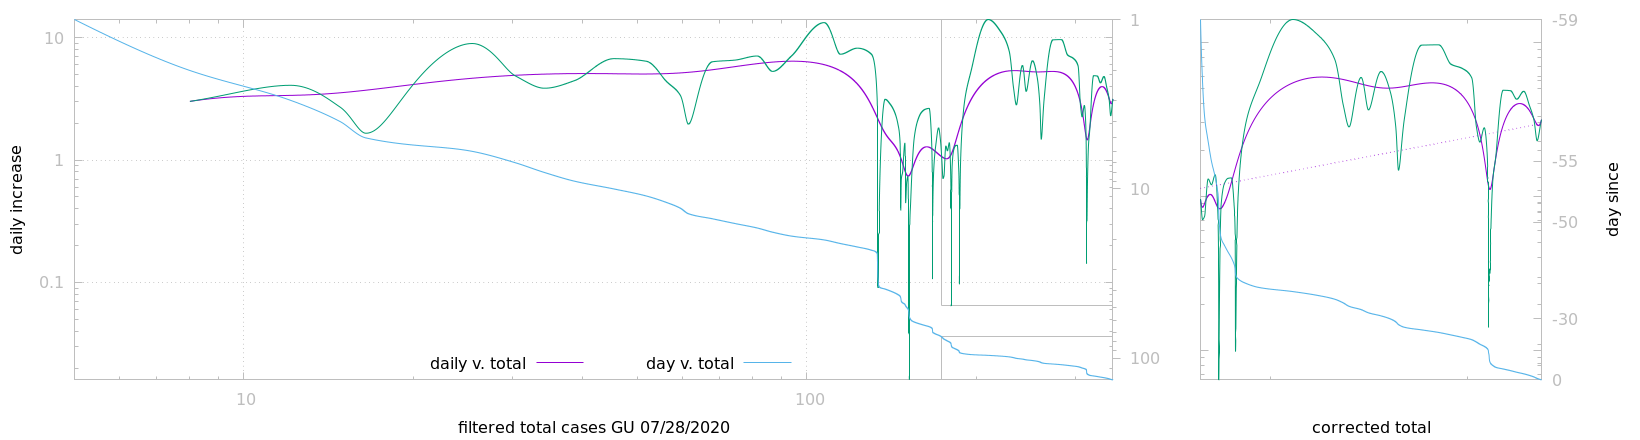 10
1
0.1
daily increase
10
100
filtered total cases GU 07/28/2020
daily v. total
day v. total
1
10
100
-59
-55
-50
-30
0
day since
corrected total